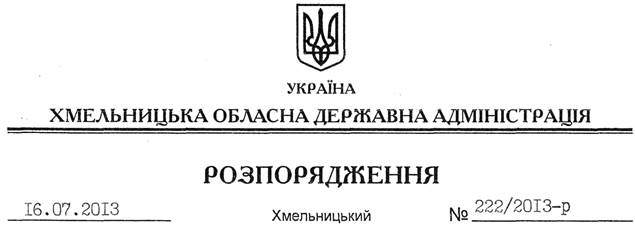 УКРАЇНА
ХМЕЛЬНИЦЬКА ОБЛАСНА ДЕРЖАВНА АДМІНІСТРАЦІЯ
РОЗПОРЯДЖЕННЯ
16.07.2013 Хмельницький № 222/2013-р